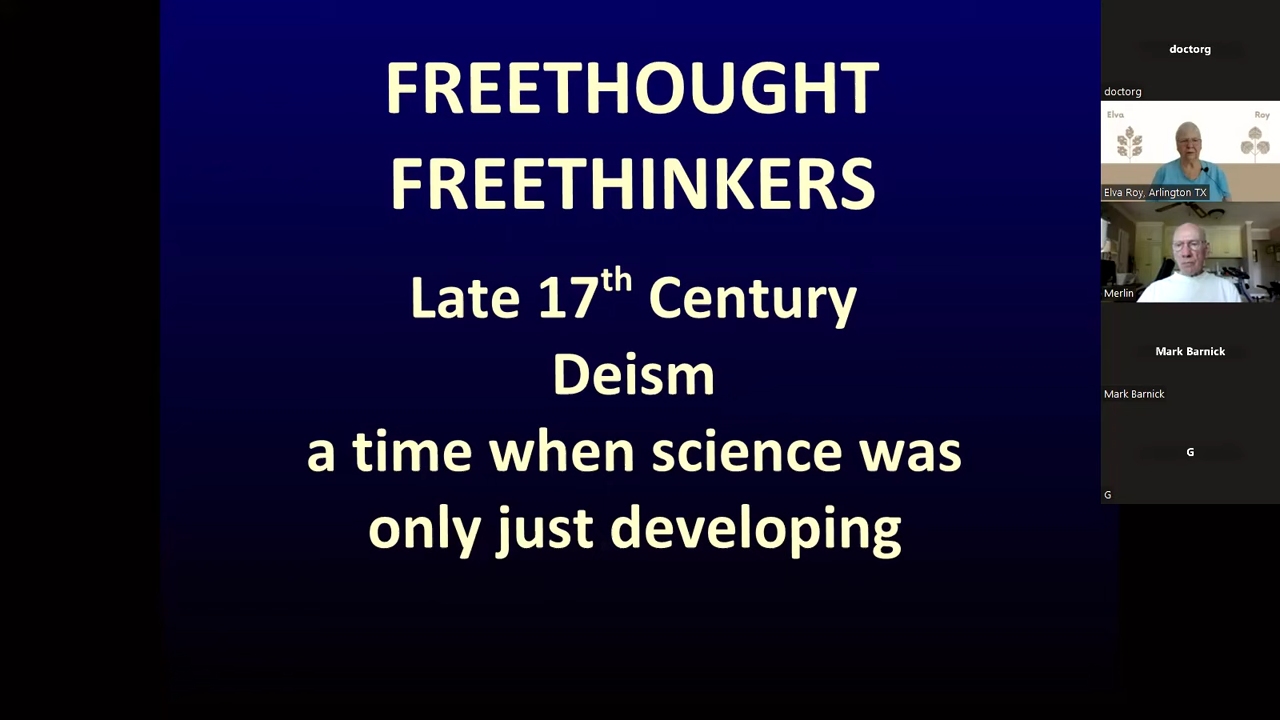 FREETHOUGHT
FREETHINKERS
Late 17th Century
Deism
a time when science was
only just developing
doctorg
doctorg
Elva
Roy
Elva Roy, Arlington TX
Merlin
Mark Barnick
Mark Barnick
G
G